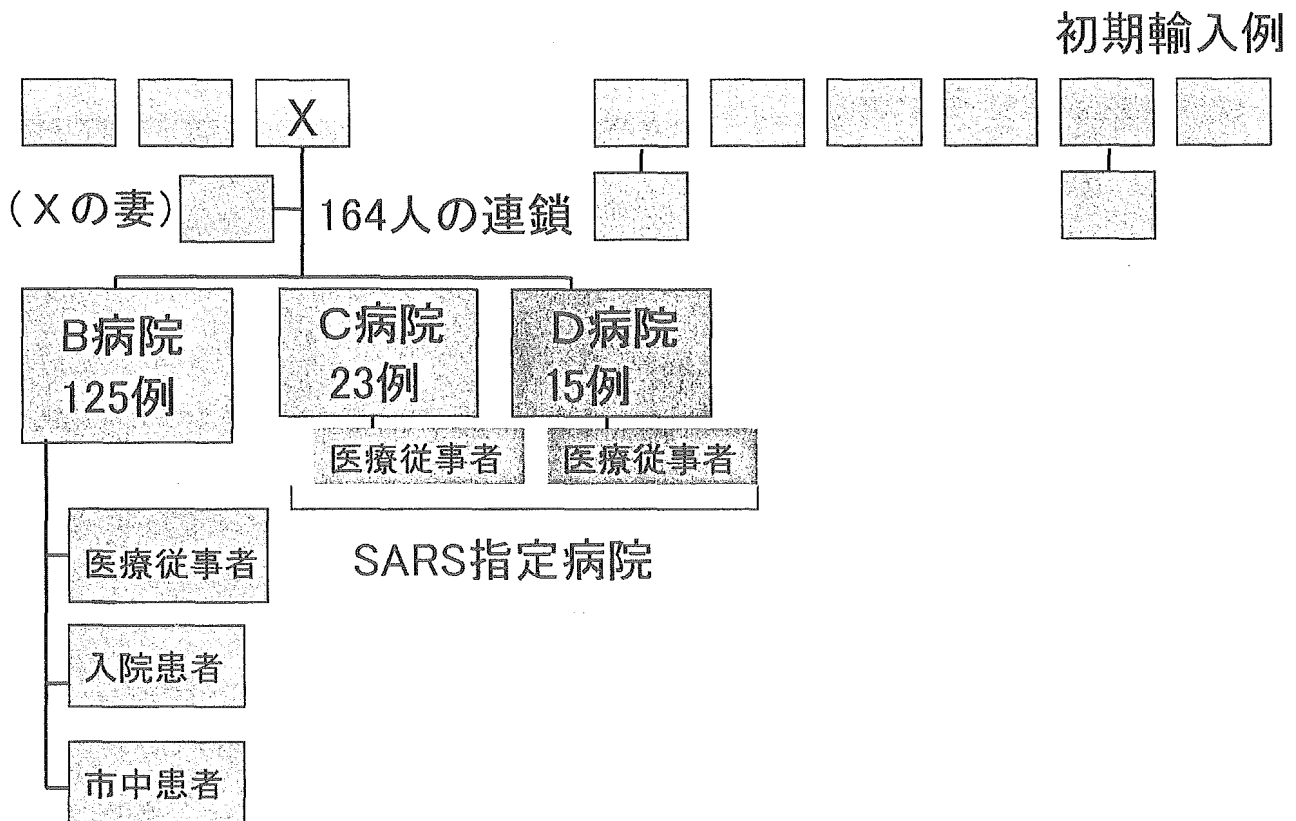 初期輸入例
X
(Xの妻)
164人の連鎖
B病院
125例
C病院
23例
D病院
15例
医療従事者
医療従事者
SARS指定病院
医療従事者
入院患者
市中患者